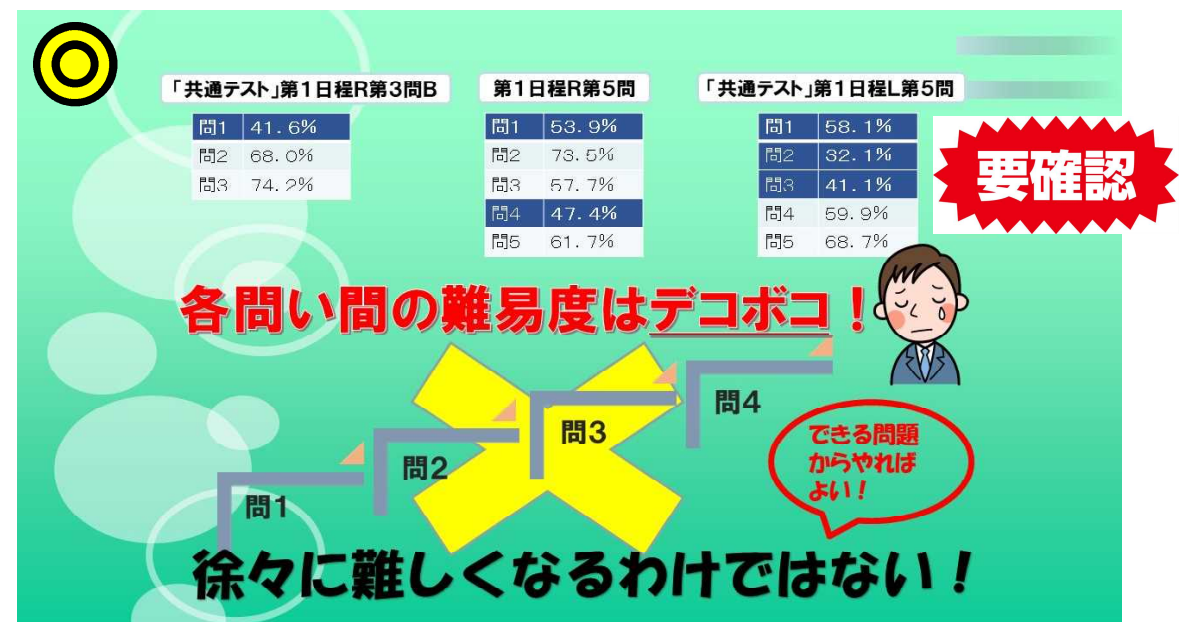 「共通テスト」第1日程R第3問B
問1 41.6%
問2 68.0%
問3 74.2%
第1日程R第5問
問1 53.9%
問2 73.5%
問3 57.7%
問4 47.4%
問5 61.7%
「共通テスト」第1日程L第5問
問1 58.1%
問2 32.1%
問3 41.1%
問4 59.9%
問5 68.7%
要確認
各問い間の難易度はデコボコ！
問1
問2
問3
問4
できる問題
からやれば
よい！
徐々に難しくなるわけではない！